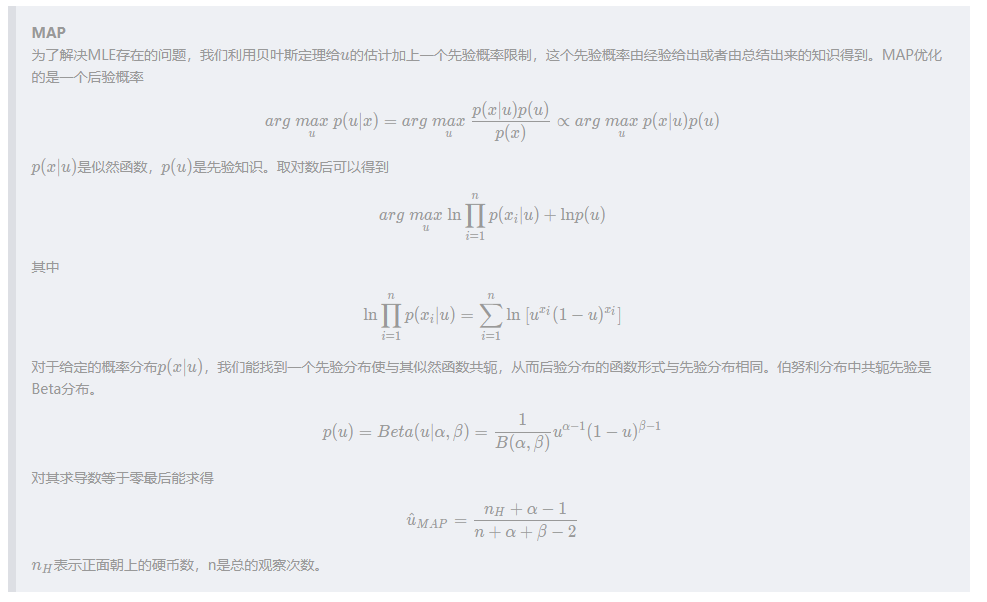 MAP
为了解决MLE存在的问题，我们利用贝叶斯定理给u的估计加上一个先验概率限制，这个先验概率由经验给出或者由总结出来的知识得到。MAP优化
的是一个后验概率
arg max_u p(u|x) = arg max_u \frac{p(x|u)p(u)}{p(x)} ∝ arg max_u p(x|u)p(u)
p(x|u)是似然函数，p(u)是先验知识。取对数后可以得到
arg max_u ln ∏_{i=1}^{n} p(x_i|u) + lnp(u)
其中
ln ∏_{i=1}^{n} p(x_i|u) = ∑_{i=1}^{n} ln [u^{x_i}(1 − u)^{x_i}]
对于给定的概率分布p(x|u)，我们能找到一个先验分布使与其似然函数共轭，从而后验分布的函数形式与先验分布相同。伯努利分布中共轭先验是
Beta分布。
p(u) = Beta(u|α, β) = \frac{1}{B(α, β)} u^{α−1}(1 − u)^{β−1}
对其求导数等于零最后能求得
û_{MAP} = \frac{n_H + α − 1}{n + α + β − 2}
n_H表示正面朝上的硬币数，n是总的观察次数。